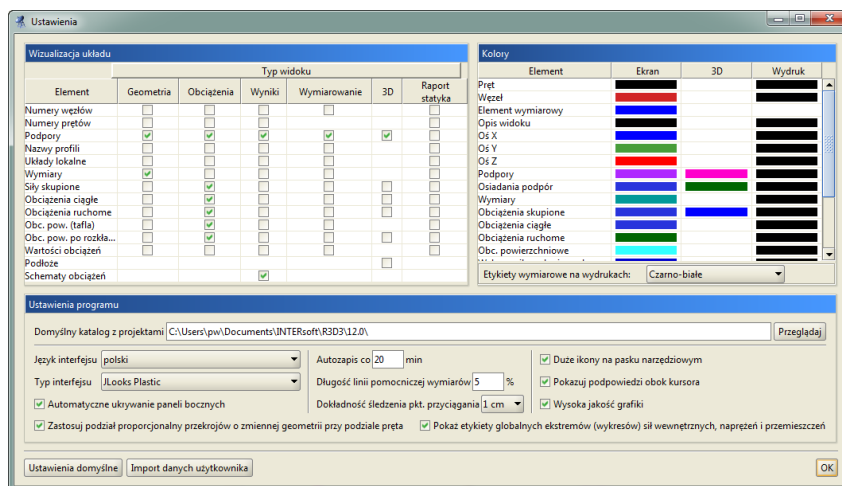 Ustawienia
Wizualizacja układu
Typ widoku
Element Geometria Obciążenia Wyniki Wymiarowanie 3D Raport statyka
Numery węzłów
Numery prętów
Podpory
Nazwy profili
Układy lokalne
Wymiary
Siły skupione
Obciążenia ciągłe
Obciążenia ruchome
Obc. pow. (tafla)
Obc. pow. po rozkła...
Wartości obciążeń
Podłoże
Schematy obciążeń
Kolory
Element Ekran 3D Wydruk
Pręt
Węzeł
Element wymiarowy
Opis widoku
Oś X
Oś Y
Oś Z
Podpory
Osiadania podpór
Wymiary
Obciążenia skupione
Obciążenia ciągłe
Obciążenia ruchome
Obc. powierzchniowe
Etykiety wymiarowe na wydrukach: Czarno-białe
Ustawienia programu
Domyślny katalog z projektami C:\Users\pw\Documents\INTERsoft\R3D3\12.0\ Przeglądaj
Język interfejsu polski Autozapis co 20 min Duże ikony na pasku narzędziowym
Typ interfejsu JLooks Plastic Długość linii pomocniczej wymiarów 5 % Pokazuj podpowiedzi obok kursora
Automatyczne ukrywanie paneli bocznych Dokładność śledzenia pkt. przyciągania 1 cm Wysoka jakość grafiki
Zastosuj podział proporcjonalny przekrojów o zmiennej geometrii przy podziale pręta Pokaż etykiety globalnych ekstremów (wykresów) sił wewnętrznych, naprężeń i przemieszczeń
Ustawienia domyślne Import danych użytkownika OK